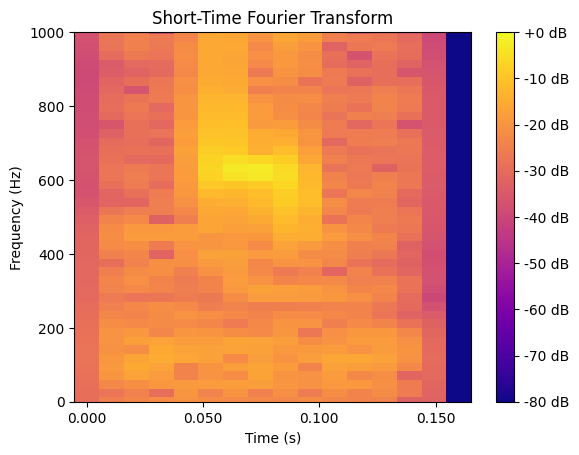 Short-Time Fourier Transform
1000
800
600
400
200
0
Frequency (Hz)
0.000
0.050
0.100
0.150
Time (s)
+0 dB
-10 dB
-20 dB
-30 dB
-40 dB
-50 dB
-60 dB
-70 dB
-80 dB